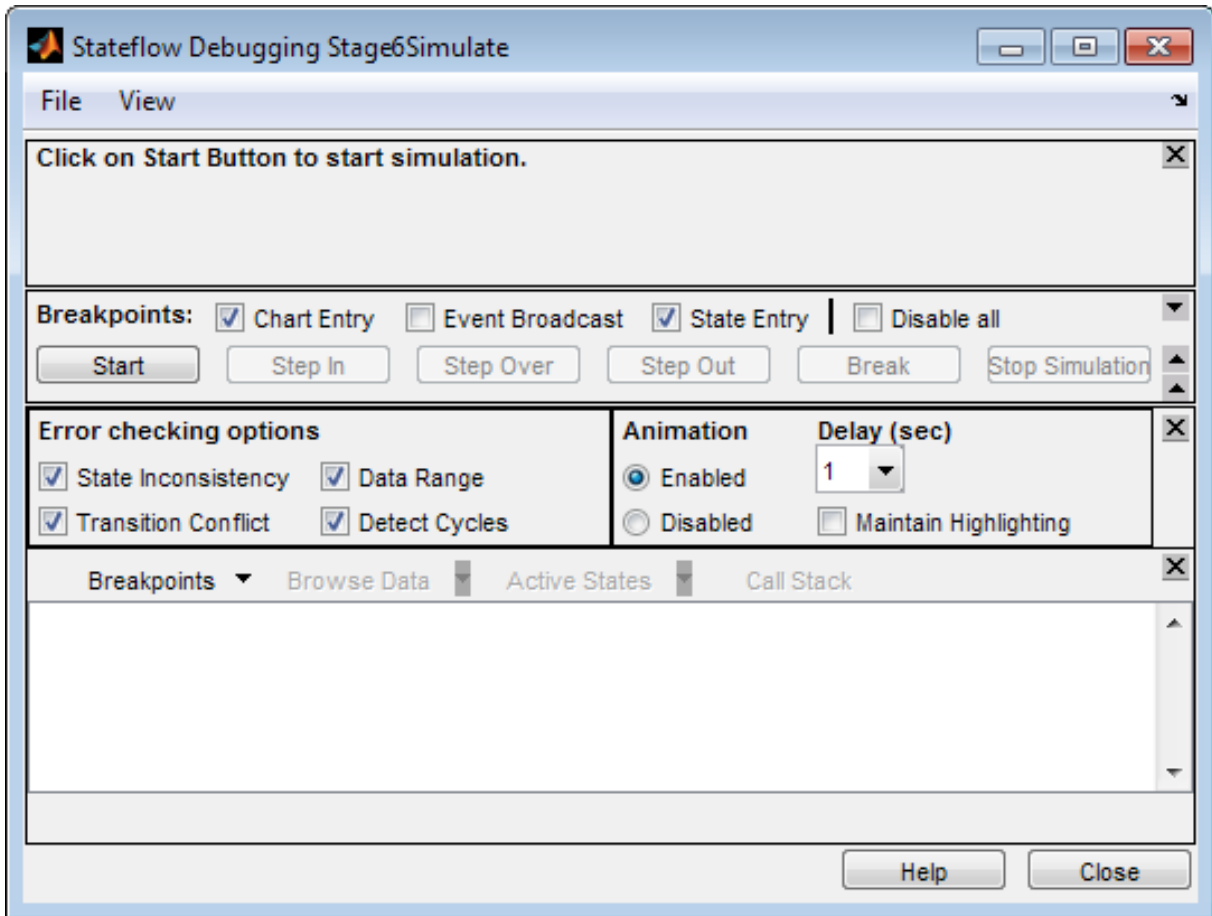 Stateflow Debugging Stage6Simulate
File View
Click on Start Button to start simulation.
Breakpoints: Chart Entry Event Broadcast State Entry Disable all
Start Step In Step Over Step Out Break Stop Simulation
Error checking options Animation Delay (sec)
State Inconsistency Data Range Enabled 1
Transition Conflict Detect Cycles Disabled Maintain Highlighting
Breakpoints Browse Data Active States Call Stack
Help Close